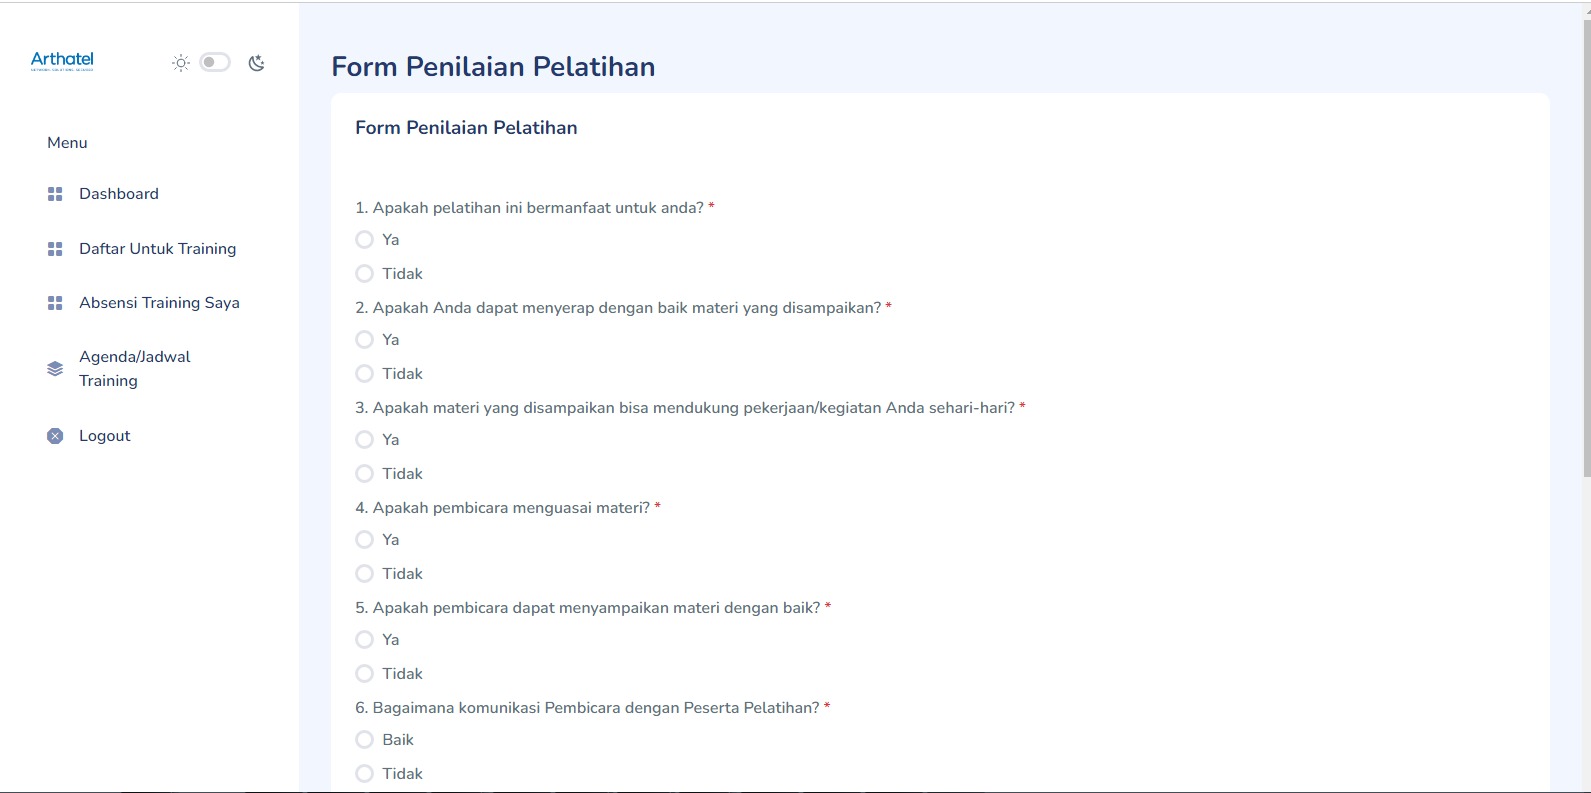 Arthatel
Menu
Dashboard
Daftar Untuk Training
Absensi Training Saya
Agenda/Jadwal
Training
Logout
Form Penilaian Pelatihan
Form Penilaian Pelatihan
1. Apakah pelatihan ini bermanfaat untuk anda? *
Ya
Tidak
2. Apakah Anda dapat menyerap dengan baik materi yang disampaikan? *
Ya
Tidak
3. Apakah materi yang disampaikan bisa mendukung pekerjaan/kegiatan Anda sehari-hari? *
Ya
Tidak
4. Apakah pembicara menguasai materi? *
Ya
Tidak
5. Apakah pembicara dapat menyampaikan materi dengan baik? *
Ya
Tidak
6. Bagaimana komunikasi Pembicara dengan Peserta Pelatihan? *
Baik
Tidak